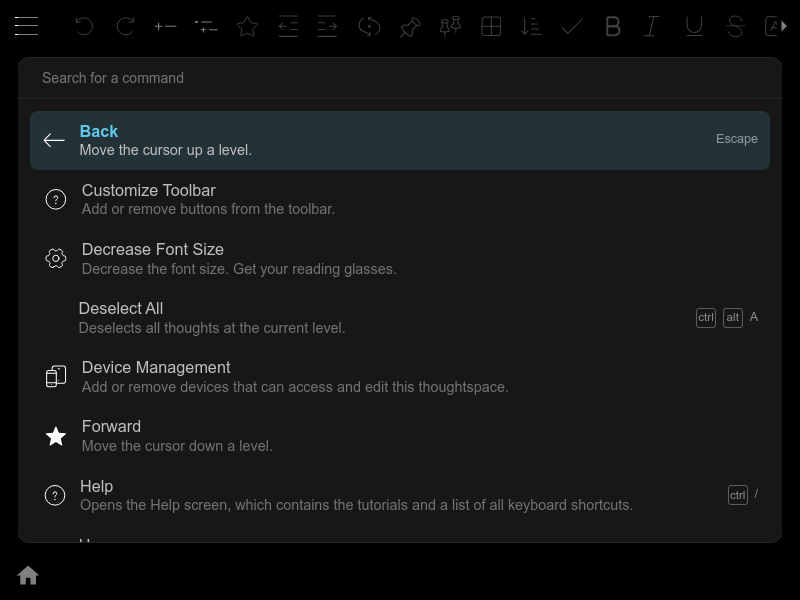 Search for a command
Back
Move the cursor up a level.
Escape
Customize Toolbar
Add or remove buttons from the toolbar.
Decrease Font Size
Decrease the font size. Get your reading glasses.
Deselect All
Deselects all thoughts at the current level.
ctrl alt A
Device Management
Add or remove devices that can access and edit this thoughtspace.
Forward
Move the cursor down a level.
Help
Opens the Help screen, which contains the tutorials and a list of all keyboard shortcuts.
ctrl /